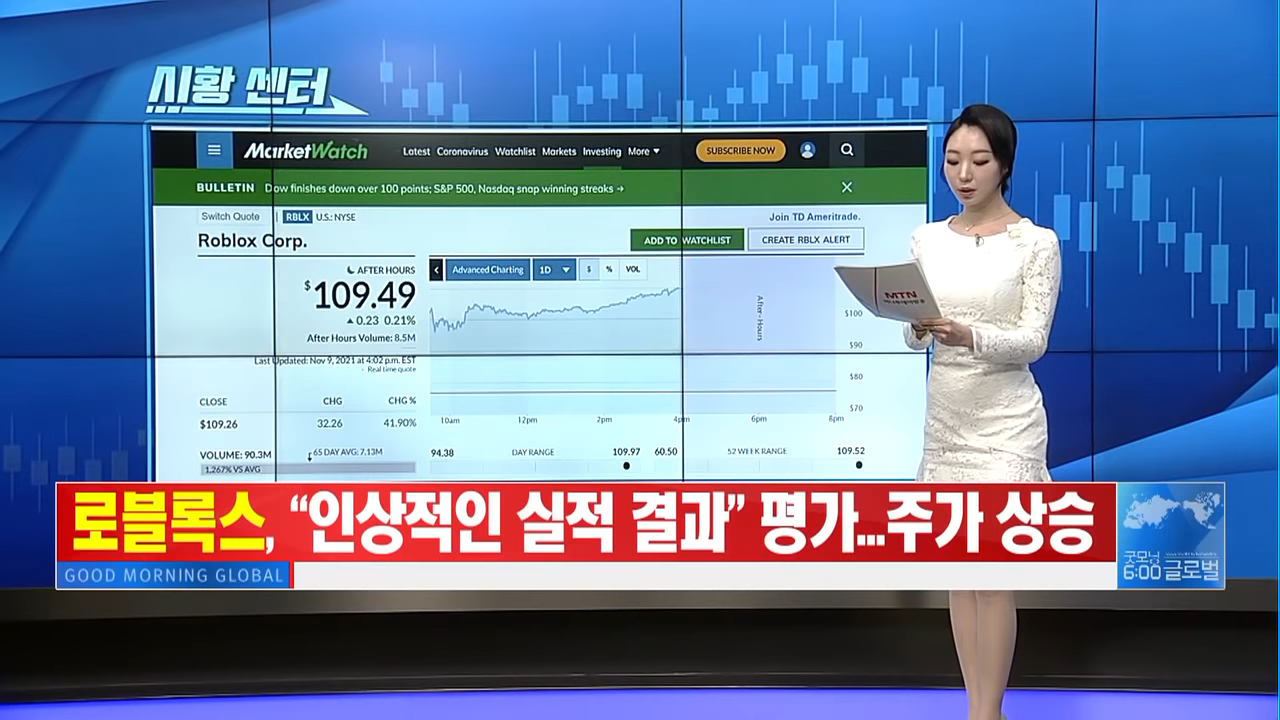 시황 센터
MarketWatch Latest Coronavirus Watchlist Markets Investing More SUBSCRIBE NOW
BULLETIN Dow finishes down over 100 points; S&P 500, Nasdaq snap winning streaks →
Switch Quote | RBLX U.S.: NYSE
Join TD Ameritrade.
Roblox Corp.
ADD TO WATCHLIST CREATE RBLX ALERT
AFTER HOURS
$109.49
0.23 0.21%
After Hours Volume: 8.5M
Last Updated: Nov 9, 2021 at 4:02 p.m. EST
Real time quote
CLOSE CHG CHG %
$109.26 32.26 41.90%
VOLUME: 90.3M 65 DAY AVG: 7.13M
1,267% VS AVG
Advanced Charting 1D $ % VOL
After-Hours
$100
$90
$80
$70
10am 12pm 2pm 4pm 6pm 8pm
94.38 DAY RANGE 109.97 60.50 52 WEEK RANGE 109.52
MTN
로블록스, “인상적인 실적 결과” 평가...주가 상승
GOOD MORNING GLOBAL
굿모닝
6:00 글로벌